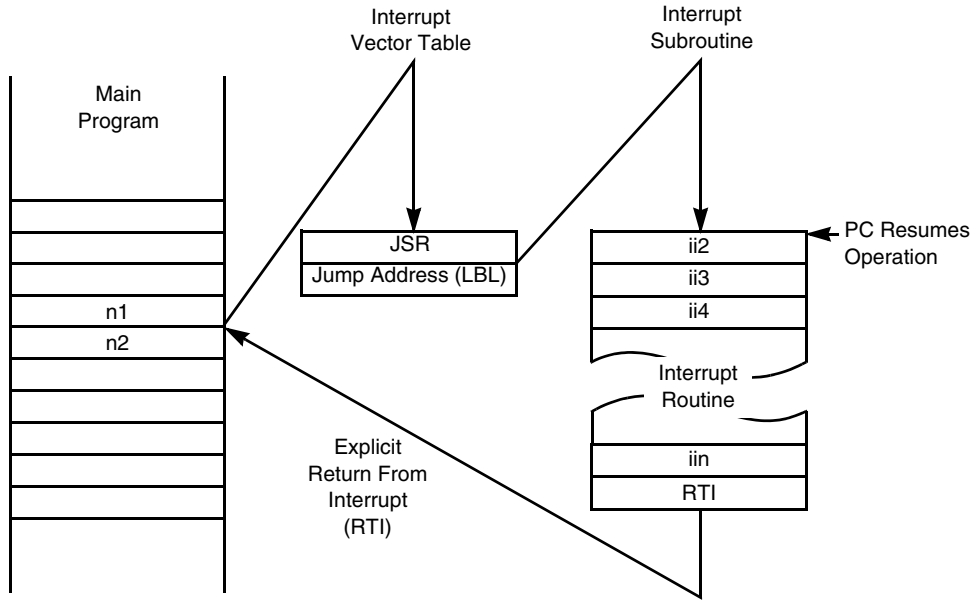 Interrupt
Vector Table
Interrupt
Subroutine
Main
Program
JSR
Jump Address (LBL)
ii2
ii3
ii4
PC Resumes
Operation
n1
n2
Interrupt
Routine
Explicit
Return From
Interrupt
(RTI)
iin
RTI